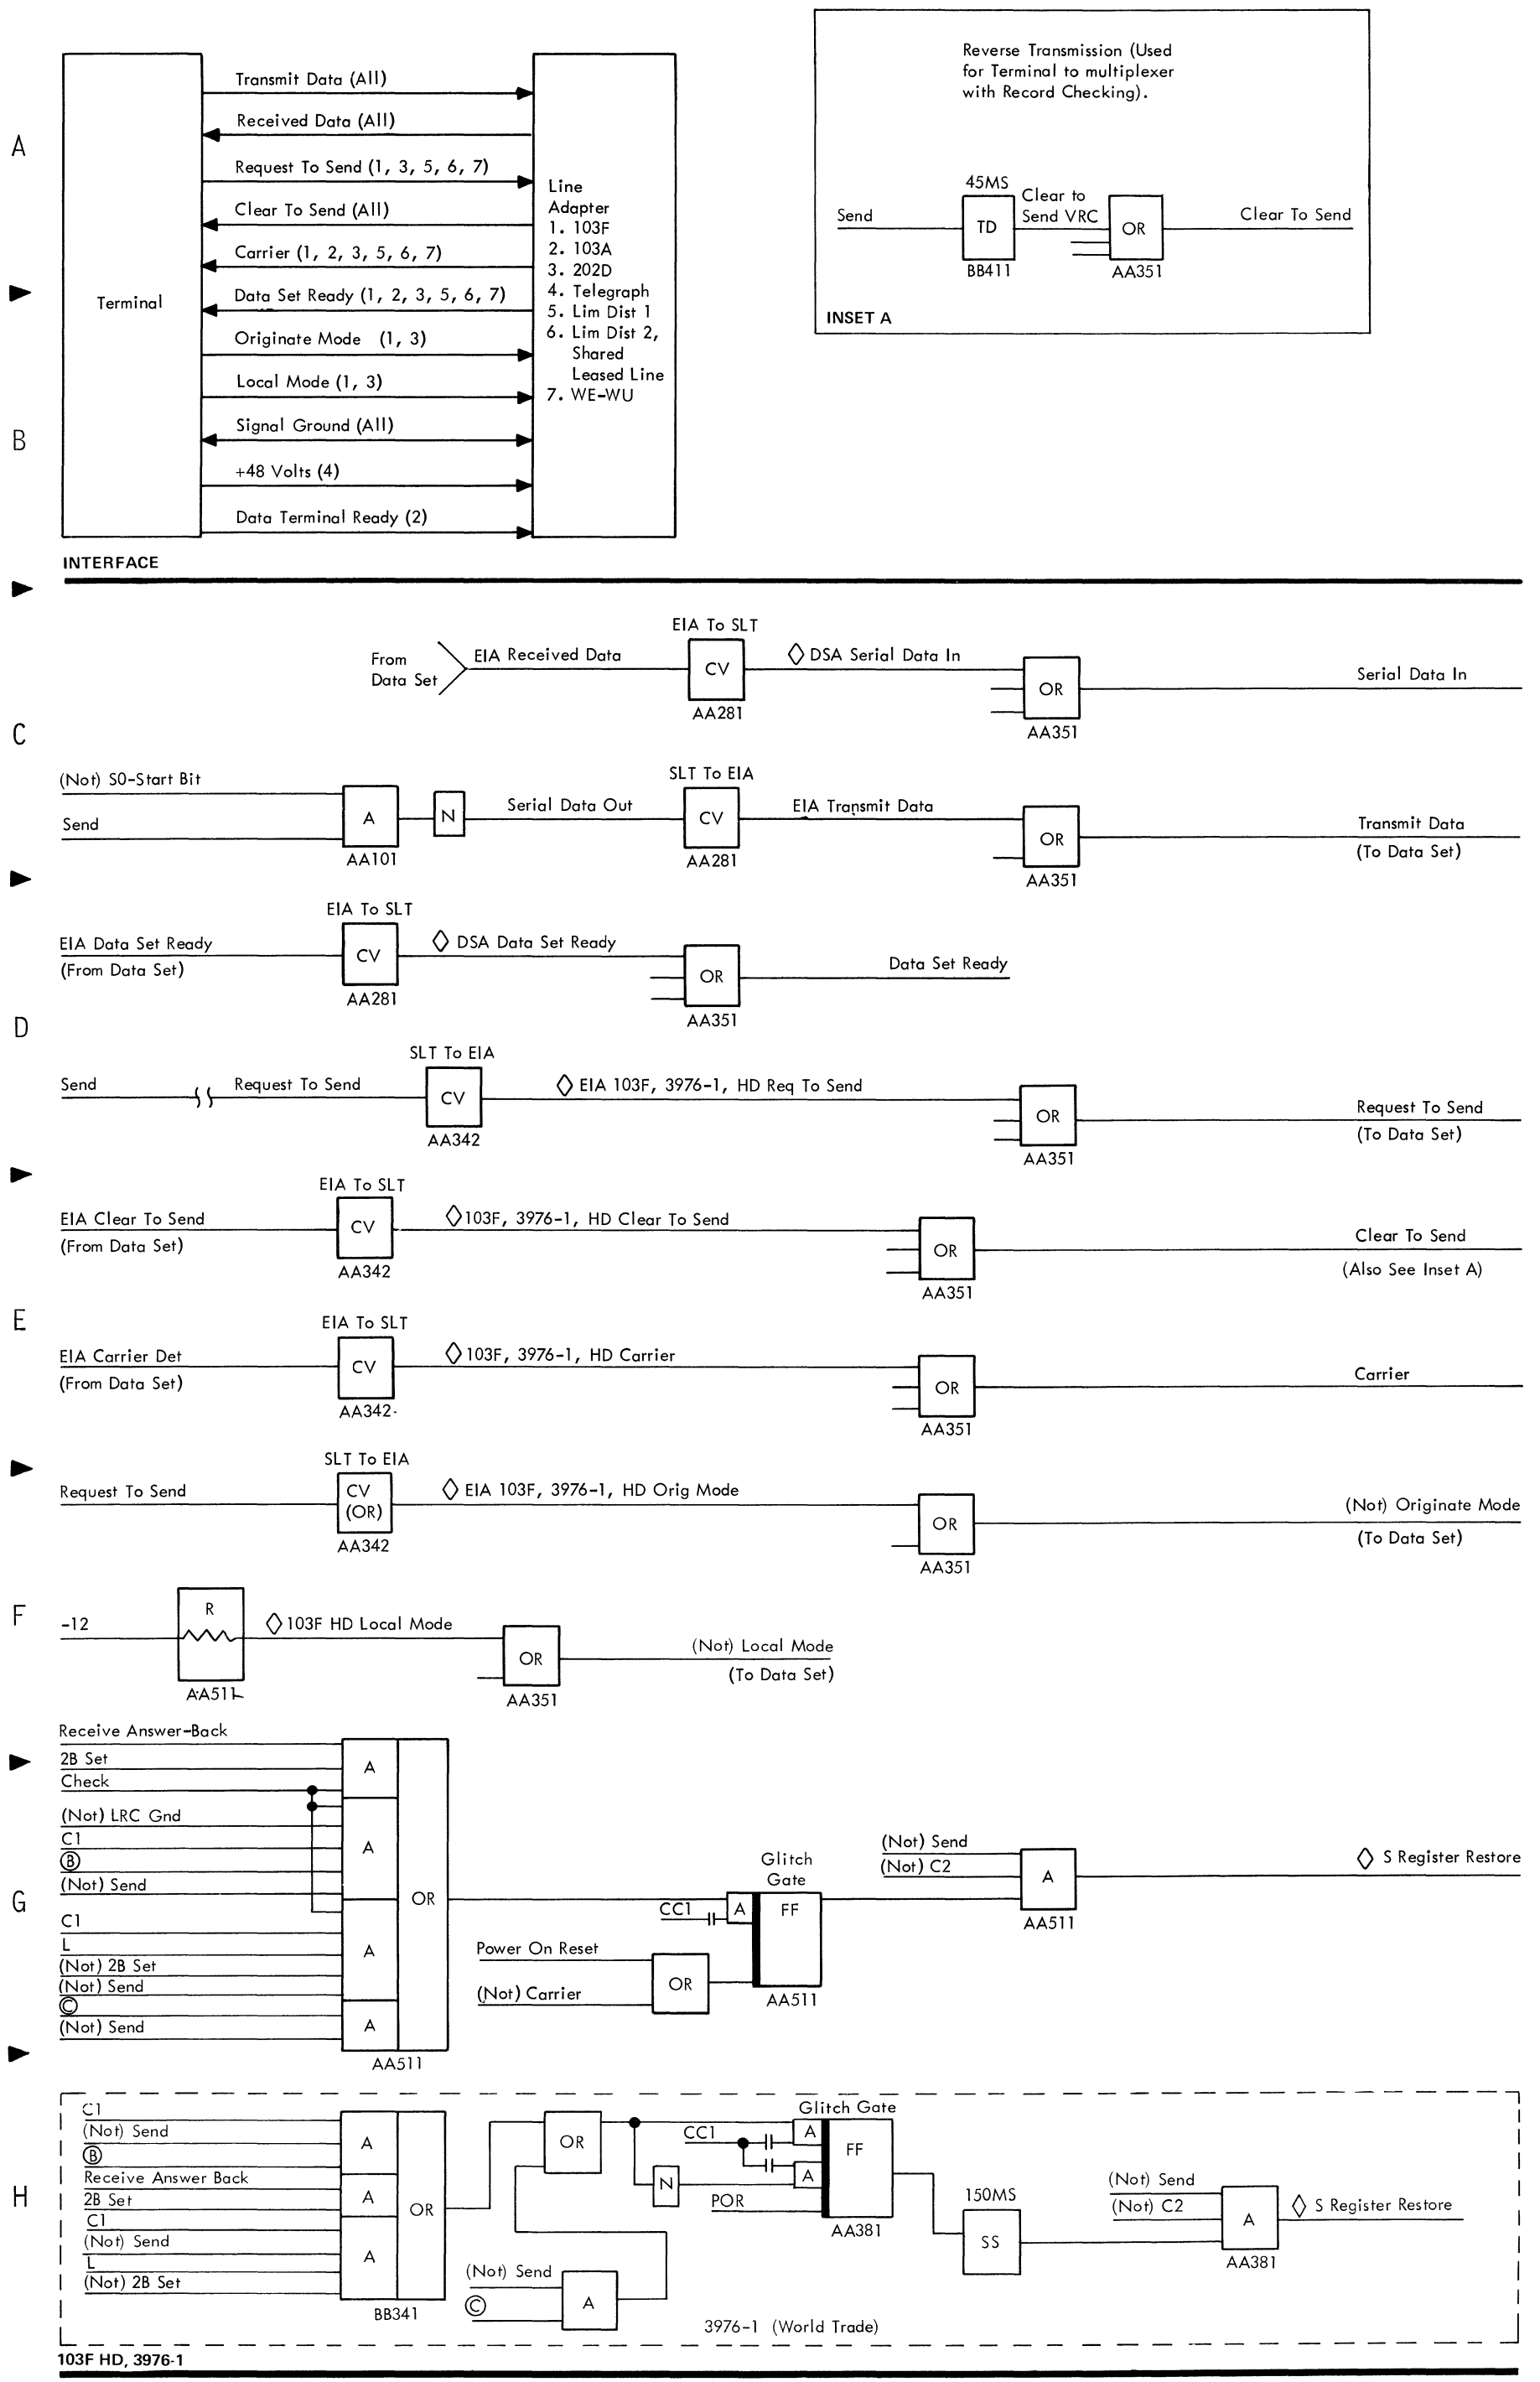 Transmit Data (All)
Received Data (All)
Request To Send (1, 3, 5, 6, 7)
Clear To Send (All)
Carrier (1, 2, 3, 5, 6, 7)
Data Set Ready (1, 2, 3, 5, 6, 7)
Originate Mode (1, 3)
Local Mode (1, 3)
Signal Ground (All)
+48 Volts (4)
Data Terminal Ready (2)
Terminal
Line
Adapter
1. 103F
2. 103A
3. 202D
4. Telegraph
5. Lim Dist 1
6. Lim Dist 2,
Shared
Leased Line
7. WE-WU
INTERFACE
Reverse Transmission (Used
for Terminal to multiplexer
with Record Checking).
Send
45MS
TD
BB411
Clear to
Send VRC
OR
AA351
Clear To Send
INSET A
A
B
From
Data Set
EIA Received Data
EIA To SLT
CV
AA281
DSA Serial Data In
OR
AA351
Serial Data In
C
(Not) S0-Start Bit
Send
A
AA101
N
Serial Data Out
SLT To EIA
CV
AA281
EIA Transmit Data
OR
AA351
Transmit Data
(To Data Set)
EIA Data Set Ready
(From Data Set)
EIA To SLT
CV
AA281
DSA Data Set Ready
OR
AA351
Data Set Ready
D
Send
Request To Send
SLT To EIA
CV
AA342
EIA 103F, 3976-1, HD Req To Send
OR
AA351
Request To Send
(To Data Set)
EIA Clear To Send
(From Data Set)
EIA To SLT
CV
AA342
103F, 3976-1, HD Clear To Send
OR
AA351
Clear To Send
(Also See Inset A)
E
EIA Carrier Det
(From Data Set)
EIA To SLT
CV
AA342
103F, 3976-1, HD Carrier
OR
AA351
Carrier
Request To Send
SLT To EIA
CV
(OR)
AA342
EIA 103F, 3976-1, HD Orig Mode
OR
AA351
(Not) Originate Mode
(To Data Set)
F
-12
R
AA511
103F HD Local Mode
OR
AA351
(Not) Local Mode
(To Data Set)
Receive Answer-Back
2B Set
Check
(Not) LRC Gnd
C1
B
(Not) Send
C1
L
(Not) 2B Set
(Not) Send
C
(Not) Send
A
A
A
A
OR
AA511
G
CC1
A
Glitch
Gate
FF
AA511
Power On Reset
(Not) Carrier
OR
(Not) Send
(Not) C2
A
AA511
S Register Restore
H
C1
(Not) Send
B
Receive Answer Back
2B Set
C1
(Not) Send
L
(Not) 2B Set
A
A
A
OR
BB341
OR
(Not) Send
C
A
N
CC1
POR
Glitch Gate
A
A
FF
AA381
150MS
SS
(Not) Send
(Not) C2
A
AA381
S Register Restore
3976-1 (World Trade)
103F HD, 3976-1